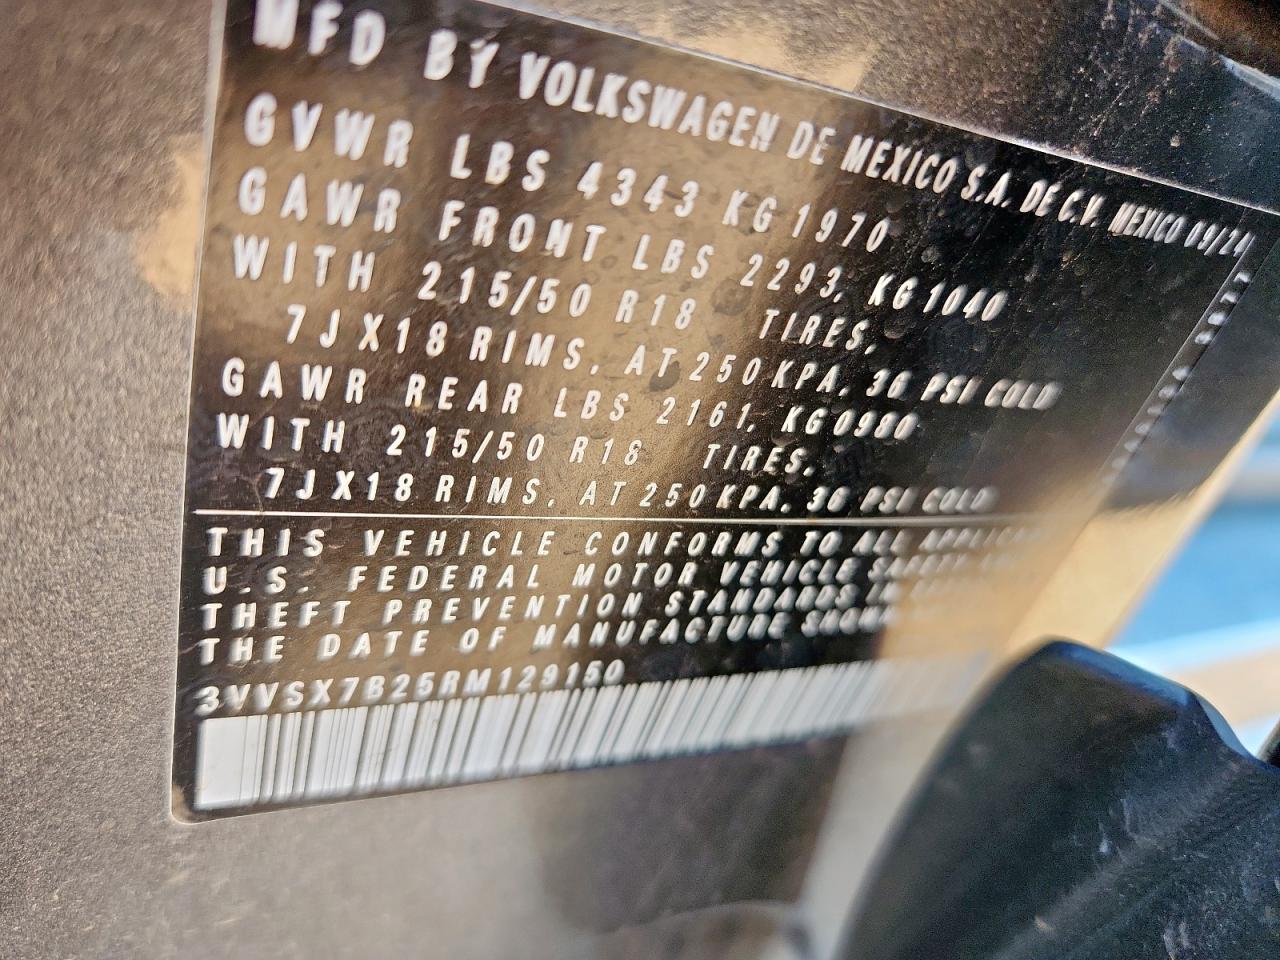 MFD BY VOLKSWAGEN DE MEXICO S.A. DE C.V. MEXICO 09/24
GVWR LBS 4343 KG 1970
GAWR FRONT LBS 2293, KG 1040
WITH 215/50 R18 TIRES,
7JX18 RIMS, AT 250 KPA, 36 PSI COLD
GAWR REAR LBS 2161, KG 0980
WITH 215/50 R18 TIRES,
7JX18 RIMS, AT 250 KPA, 36 PSI COLD
THIS VEHICLE CONFORMS TO ALL
U.S. FEDERAL MOTOR VEHICLE SAFETY
THEFT PREVENTION STANDARDS IN
THE DATE OF MANUFACTURE SHOWN
3VVSX7B25RM129150